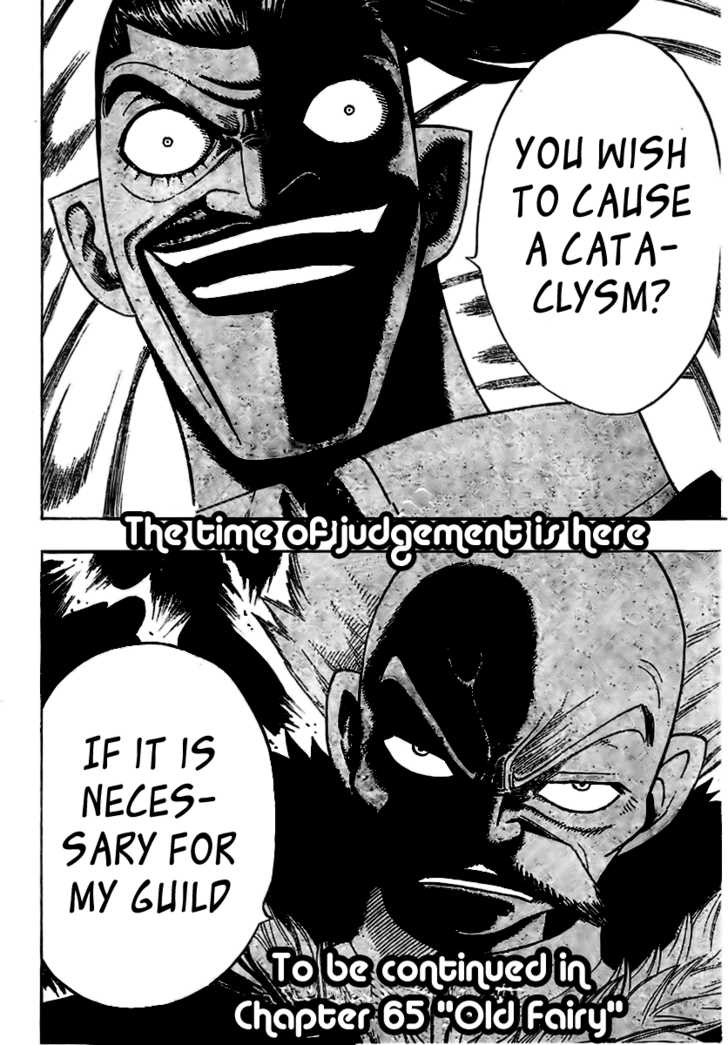 YOU WISH
TO CAUSE
A CATA-
CLYSM?
The time of judgement is here
IF IT IS
NECES-
SARY FOR
MY GUILD
To be continued in
Chapter 65 "Old Fairy"